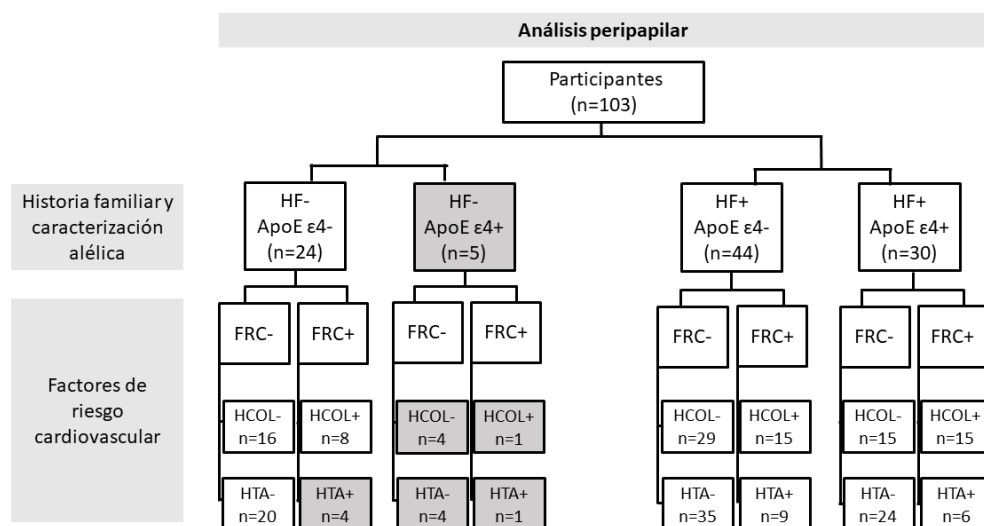 Análisis peripapilar
Participantes
(n=103)
Historia familiar y
caracterización
alélica
HF-
ApoE ε4-
(n=24)
HF-
ApoE ε4+
(n=5)
HF+
ApoE ε4-
(n=44)
HF+
ApoE ε4+
(n=30)
Factores de
riesgo
cardiovascular
FRC-
FRC+
FRC-
FRC+
FRC-
FRC+
FRC-
FRC+
HCOL-
n=16
HCOL+
n=8
HCOL-
n=4
HCOL+
n=1
HCOL-
n=29
HCOL+
n=15
HCOL-
n=15
HCOL+
n=15
HTA-
n=20
HTA+
n=4
HTA-
n=4
HTA+
n=1
HTA-
n=35
HTA+
n=9
HTA-
n=24
HTA+
n=6